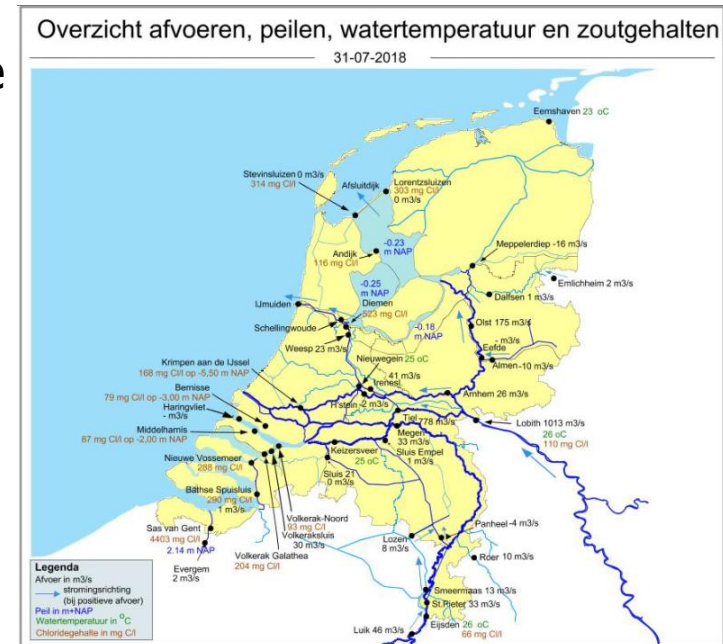 e
Overzicht afvoeren, peilen, watertemperatuur en zoutgehalten
31-07-2018
Eemshaven 23 oC
Stevinsluizen 0 m3/s
314 mg Cl/l
Afsluitdijk
Lorentzsluizen
303 mg Cl/l
0 m3/s
-0.23
m NAP
Andijk
116 mg Cl/l
Meppelerdiep -16 m3/s
Emlichheim 2 m3/s
-0.25
m NAP
Dalfsen 1 m3/s
IJmuiden
Diemen
523 mg Cl/l
Schellingwoude
-0.18
m NAP
Olst 175 m3/s
Weesp 23 m3/s
- m3/s
Eefde
Nieuwegein 25 oC
Almen -10 m3/s
Krimpen aan de IJssel
168 mg Cl/l op -5,50 m NAP
41 m3/s
Irenesl.
Arnhem 26 m3/s
Bernisse
79 mg Cl/l op -3,00 m NAP
H'stein -2 m3/s
Haringvliet
- m3/s
Tiel 778 m3/s
Lobith 1013 m3/s
26 oC
110 mg Cl/l
Middelharnis
87 mg Cl/l op -2,00 m NAP
Megen
33 m3/s
Keizersveer
25 oC
Sluis Empel
1 m3/s
Nieuwe Vossemeer
288 mg Cl/l
Sluis 21
0 m3/s
Bathse Spuisluis
290 mg Cl/l
1 m3/s
Volkerak-Noord
93 mg Cl/l
Volkeraksluis
30 m3/s
Panheel -4 m3/s
Sas van Gent
4403 mg Cl/l
2.14 m NAP
Volkerak Galathea
204 mg Cl/l
Lozen
8 m3/s
Roer 10 m3/s
Evergem
2 m3/s
Smeermaas 13 m3/s
St.Pieter 33 m3/s
Eijsden 26 oC
66 mg Cl/l
Luik 46 m3/s
Legenda
Afvoer in m3/s
stromingsrichting
(bij positieve afvoer)
Peil in m+NAP
Watertemperatuur in °C
Chloridegehalte in mg C/l